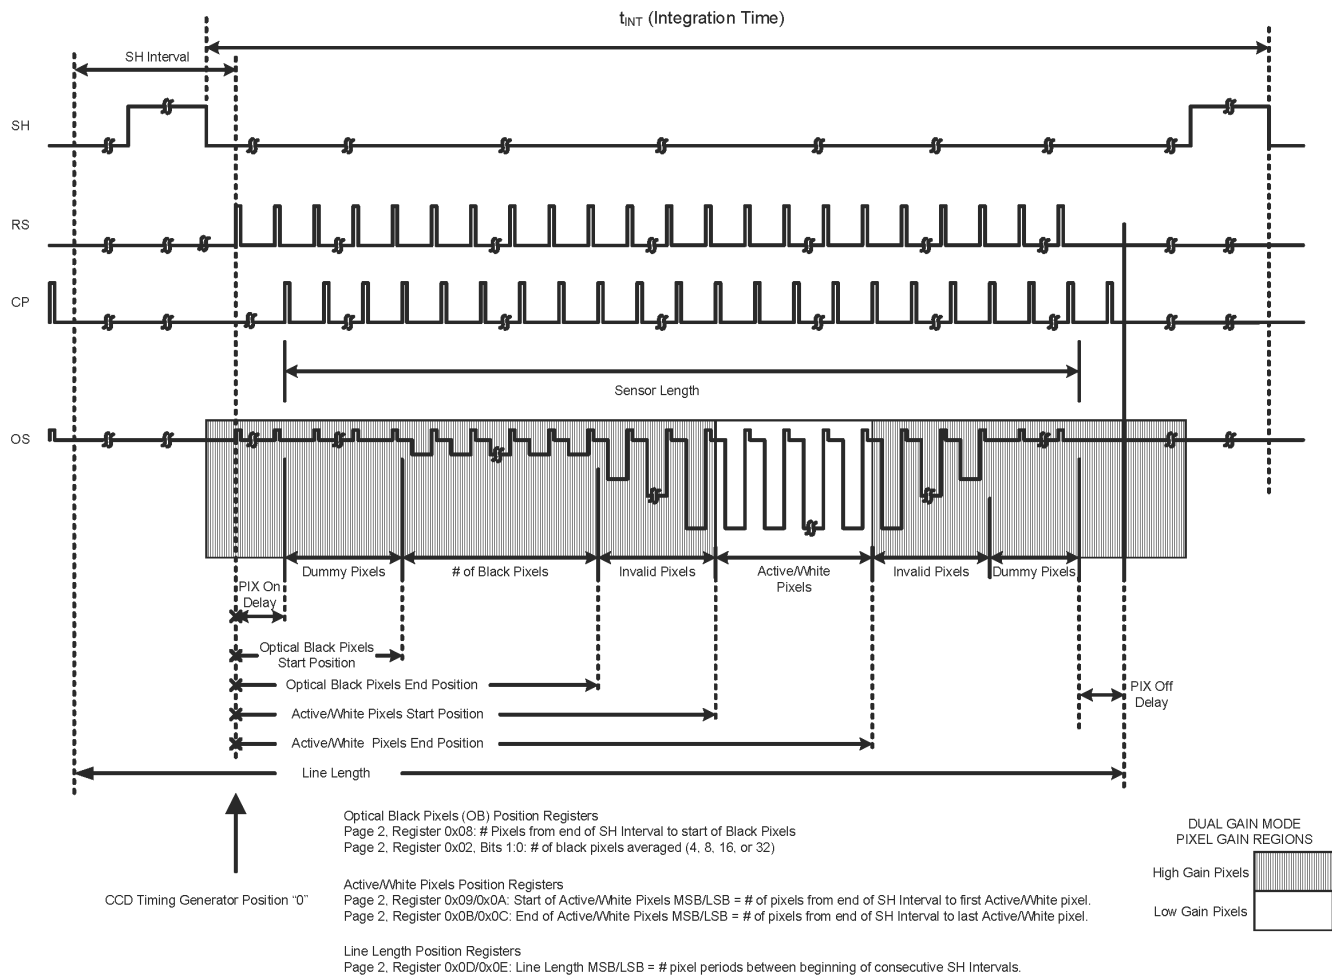 tINT (Integration Time)
SH Interval
SH
RS
CP
Sensor Length
OS
Dummy Pixels
# of Black Pixels
Invalid Pixels
Active/White
Pixels
Invalid Pixels
Dummy Pixels
PIX On
Delay
Optical Black Pixels
Start Position
Optical Black Pixels End Position
PIX Off
Delay
Active/White Pixels Start Position
Active/White Pixels End Position
Line Length
CCD Timing Generator Position “0”
Optical Black Pixels (OB) Position Registers
Page 2, Register 0x08: # Pixels from end of SH Interval to start of Black Pixels
Page 2, Register 0x02, Bits 1:0: # of black pixels averaged (4, 8, 16, or 32)
Active/White Pixels Position Registers
Page 2, Register 0x09/0x0A: Start of Active/White Pixels MSB/LSB = # of pixels from end of SH Interval to first Active/White pixel.
Page 2, Register 0x0B/0x0C: End of Active/White Pixels MSB/LSB = # of pixels from end of SH Interval to last Active/White pixel.
Line Length Position Registers
Page 2, Register 0x0D/0x0E: Line Length MSB/LSB = # pixel periods between beginning of consecutive SH Intervals.
DUAL GAIN MODE
PIXEL GAIN REGIONS
High Gain Pixels
Low Gain Pixels